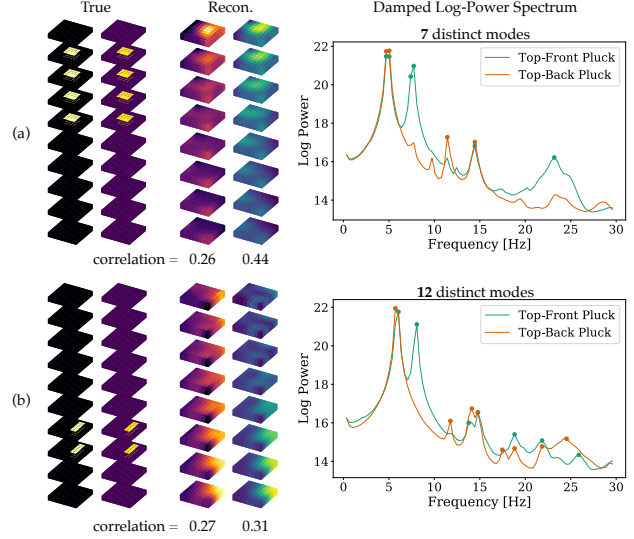 True
Recon.
Damped Log-Power Spectrum
(a)
correlation = 0.26 0.44
7 distinct modes
Top-Front Pluck
Top-Back Pluck
Log Power
22
20
18
16
14
0
5
10
15
20
25
30
Frequency [Hz]
(b)
correlation = 0.27 0.31
12 distinct modes
Top-Front Pluck
Top-Back Pluck
Log Power
22
20
18
16
14
0
5
10
15
20
25
30
Frequency [Hz]